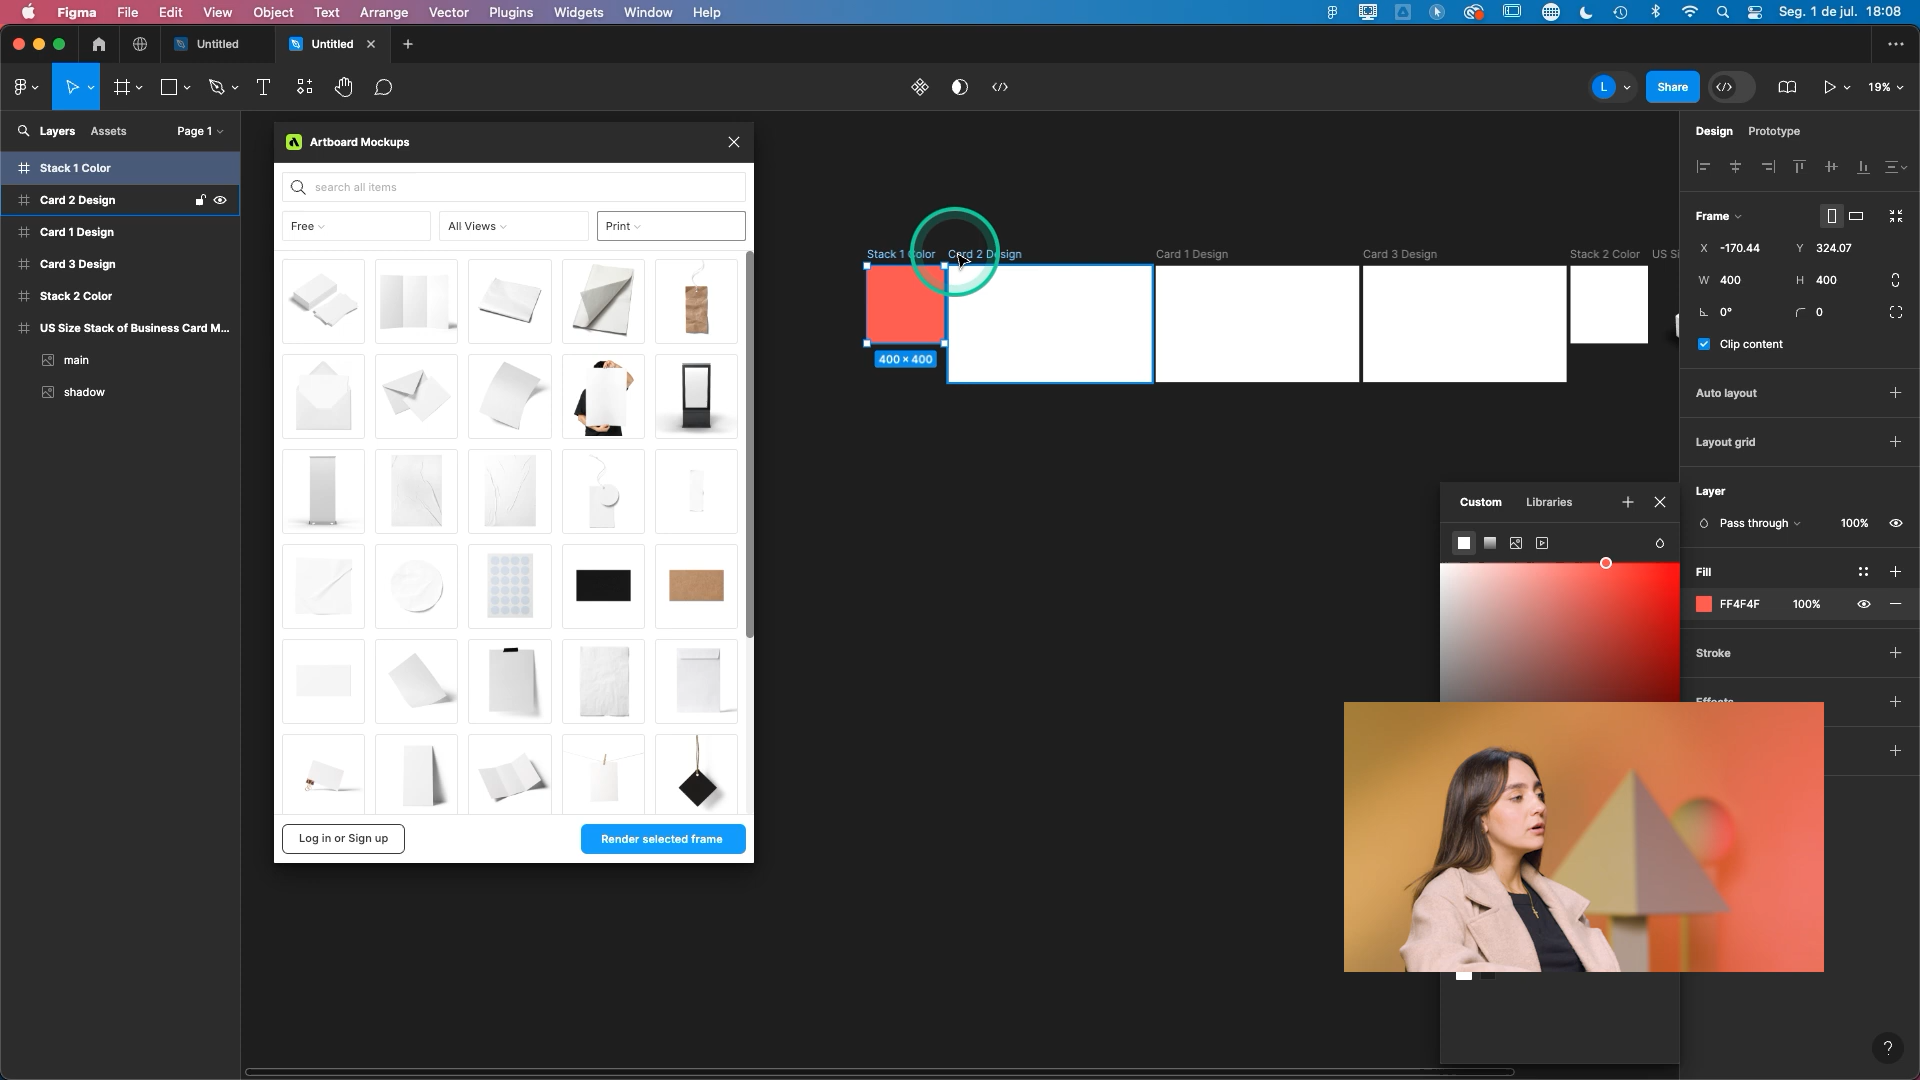 Figma File Edit View Object Text Arrange Vector Plugins Widgets Window Help Seg. 1 de jul. 18:08
Untitled Untitled
T L Share 19%
Layers Assets Page 1
Stack 1 Color
Card 2 Design
Card 1 Design
Card 3 Design
Stack 2 Color
US Size Stack of Business Card M...
main
shadow
Artboard Mockups
search all items
Free All Views Print
Log in or Sign up Render selected frame
Stack 1 Color Card 2 Design Card 1 Design Card 3 Design Stack 2 Color US Si
400 × 400
Custom Libraries
Design Prototype
Frame
X -170.44 Y 324.07
W 400 H 400
0° 0
Clip content
Auto layout
Layout grid
Layer
Pass through 100%
Fill
FF4F4F 100%
Stroke
Effects
?